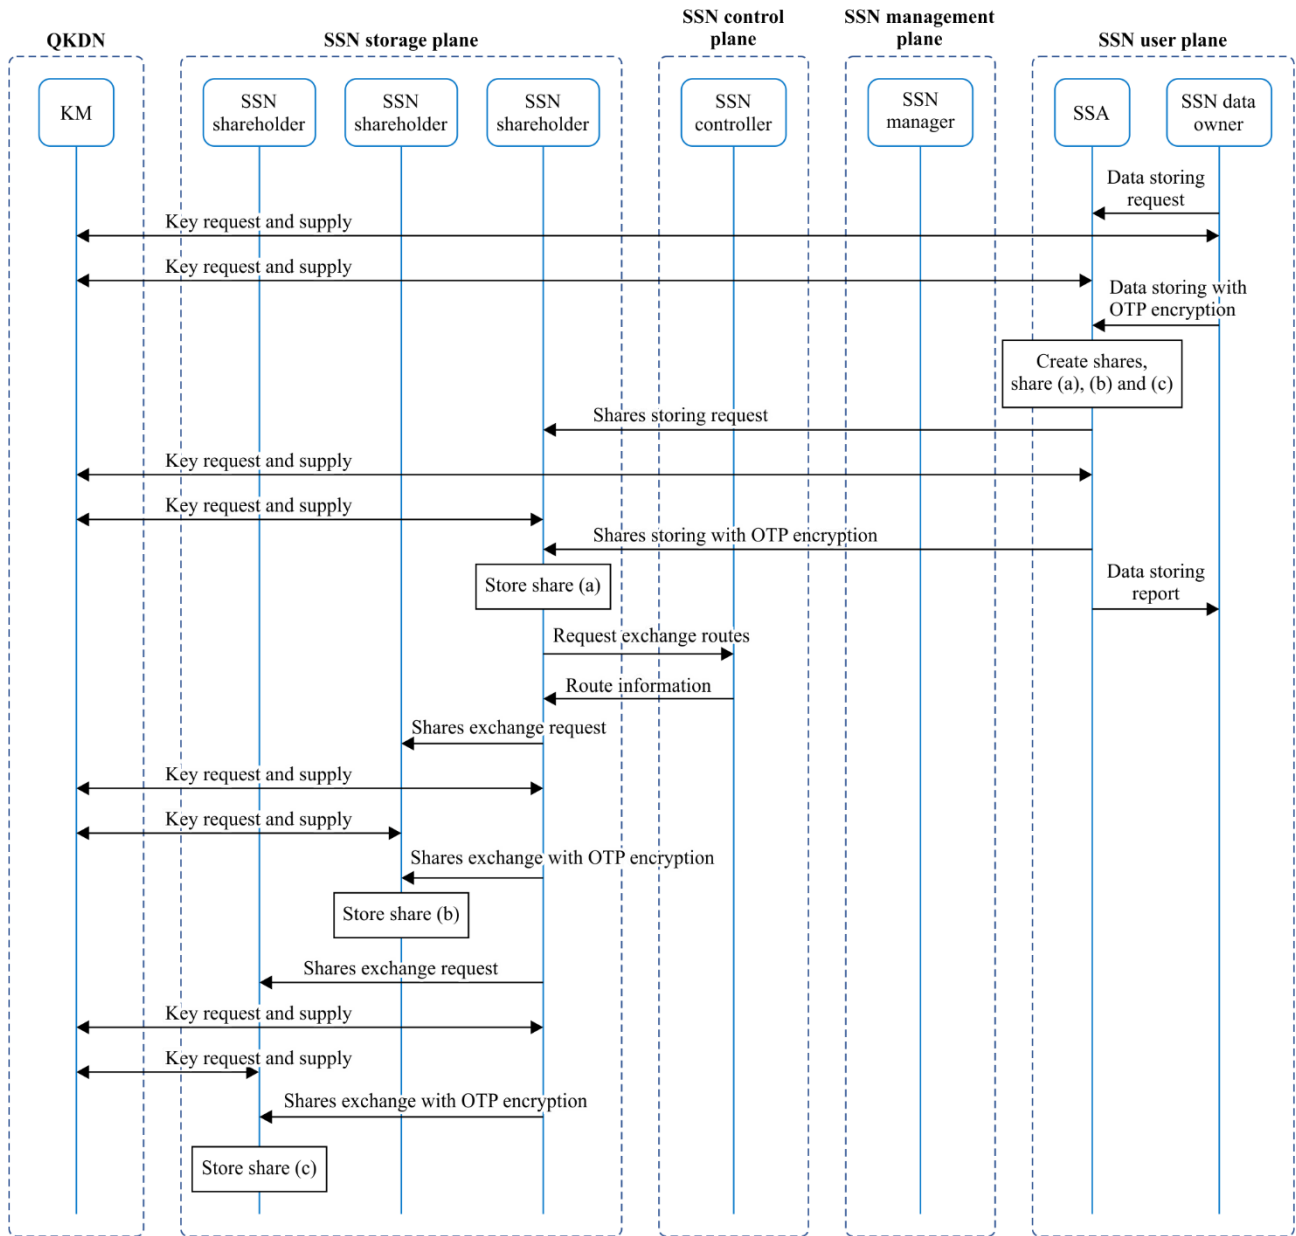 SSN control
plane
SSN management
plane
QKDN
SSN storage plane
SSN user plane
KM
SSN
shareholder
SSN
shareholder
SSN
shareholder
SSN
controller
SSN
manager
SSA
SSN data
owner
Data storing
request
Key request and supply
Key request and supply
Data storing with
OTP encryption
Create shares,
share (a), (b) and (c)
Shares storing request
Key request and supply
Key request and supply
Shares storing with OTP encryption
Store share (a)
Data storing
report
Request exchange routes
Route information
Shares exchange request
Key request and supply
Key request and supply
Shares exchange with OTP encryption
Store share (b)
Shares exchange request
Key request and supply
Key request and supply
Shares exchange with OTP encryption
Store share (c)